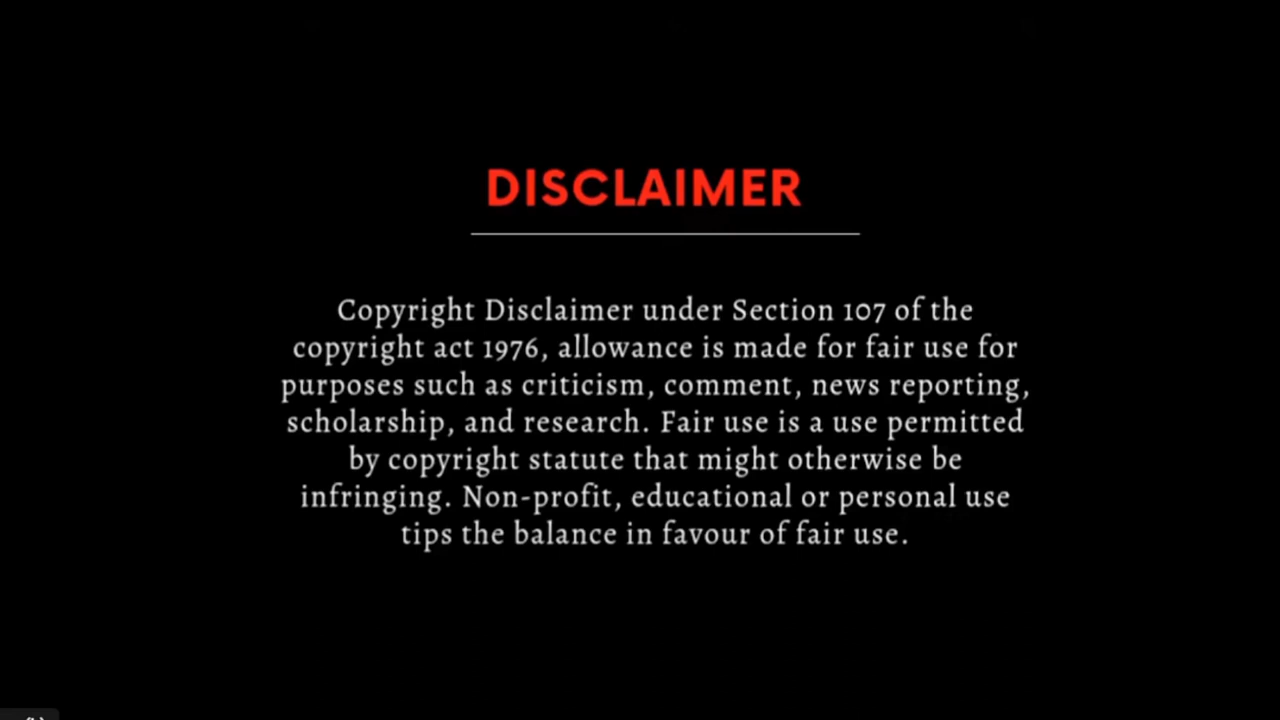 DISCLAIMER
Copyright Disclaimer under Section 107 of the
copyright act 1976, allowance is made for fair use for
purposes such as criticism, comment, news reporting,
scholarship, and research. Fair use is a use permitted
by copyright statute that might otherwise be
infringing. Non-profit, educational or personal use
tips the balance in favour of fair use.